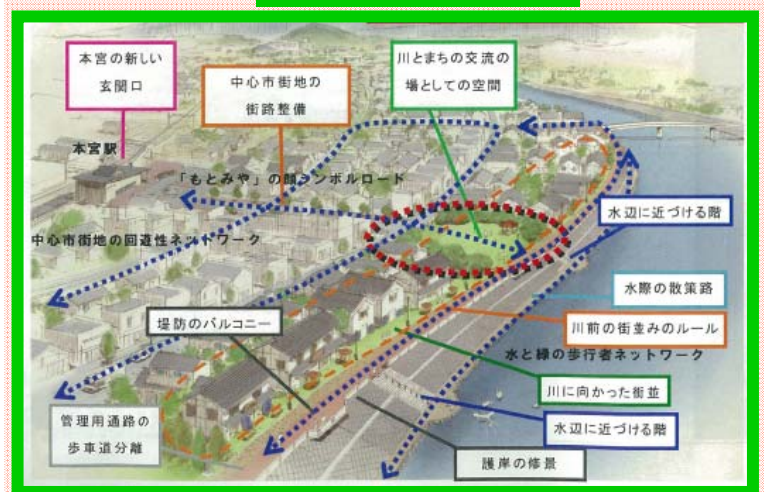 本宮の新しい
玄関口
中心市街地の
街路整備
川とまちの交流の
場としての空間
本宮駅
「もとみや」の顔シンボルロード
水辺に近づける階
中心市街地の回遊性ネットワーク
水際の散策路
堤防のバルコニー
川前の街並みのルール
水と緑の歩行者ネットワーク
川に向かった街並
管理用通路の
歩車道分離
水辺に近づける階
護岸の修景